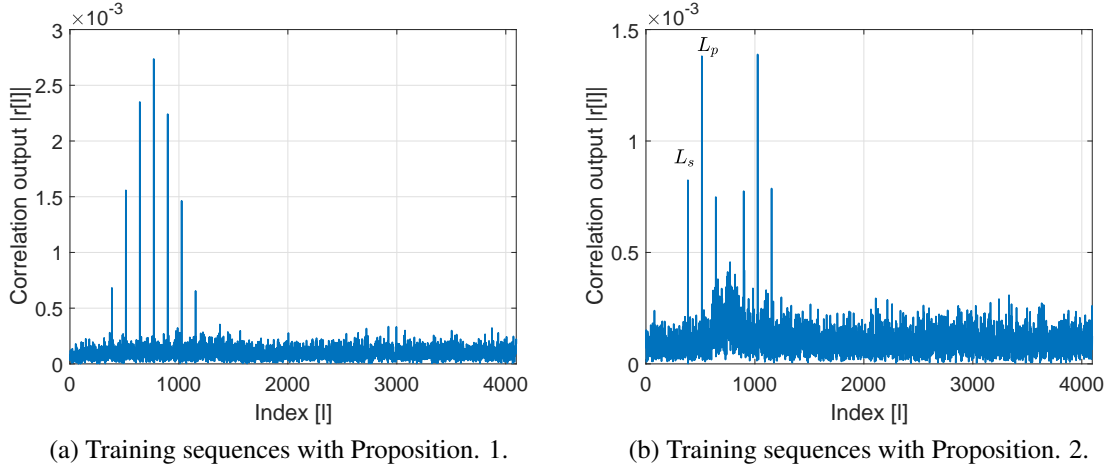 ×10⁻³
3
2.5
2
1.5
1
0.5
0
0 1000 2000 3000 4000
Correlation output |r[l]|
Index [l]
(a) Training sequences with Proposition. 1.
×10⁻³
1.5
1
0.5
0
0 1000 2000 3000 4000
Correlation output |r[l]|
Index [l]
L_p
L_s
(b) Training sequences with Proposition. 2.